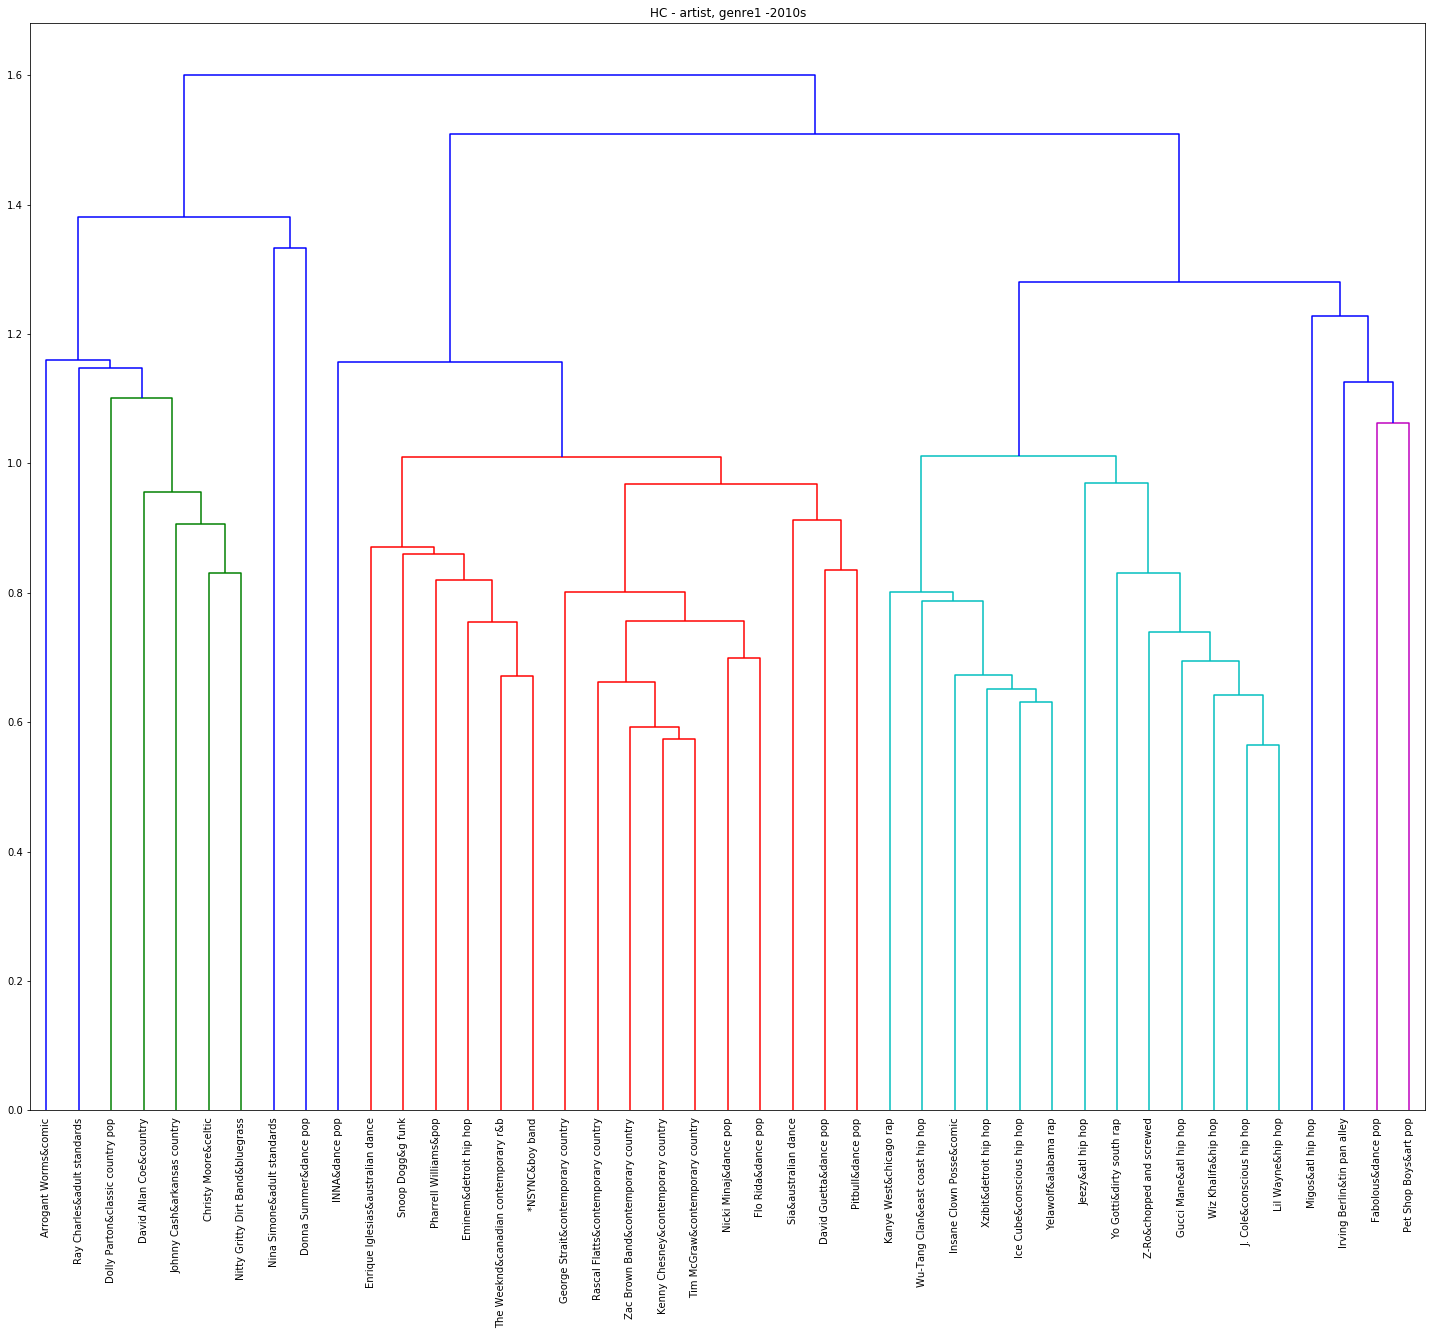 HC - artist, genre1 -2010s
1.6
1.4
1.2
1.0
0.8
0.6
0.4
0.2
0.0
Arrogant Worms&comic
Ray Charles&adult standards
Dolly Parton&classic country pop
David Allan Coe&country
Johnny Cash&arkansas country
Christy Moore&celtic
Nitty Gritty Dirt Band&bluegrass
Nina Simone&adult standards
Donna Summer&dance pop
INNA&dance pop
Enrique Iglesias&australian dance
Snoop Dogg&g funk
Pharrell Williams&pop
Eminem&detroit hip hop
The Weeknd&canadian contemporary r&b
*NSYNC&boy band
George Strait&contemporary country
Rascal Flatts&contemporary country
Zac Brown Band&contemporary country
Kenny Chesney&contemporary country
Tim McGraw&contemporary country
Nicki Minaj&dance pop
Flo Rida&dance pop
Sia&australian dance
David Guetta&dance pop
Pitbull&dance pop
Kanye West&chicago rap
Wu-Tang Clan&east coast hip hop
Insane Clown Posse&comic
Xzibit&detroit hip hop
Ice Cube&conscious hip hop
Yelawolf&alabama rap
Jeezy&atl hip hop
Yo Gotti&dirty south rap
Z-Ro&chopped and screwed
Gucci Mane&atl hip hop
Wiz Khalifa&hip hop
J. Cole&conscious hip hop
Lil Wayne&hip hop
Migos&atl hip hop
Irving Berlin&tin pan alley
Fabolous&dance pop
Pet Shop Boys&art pop